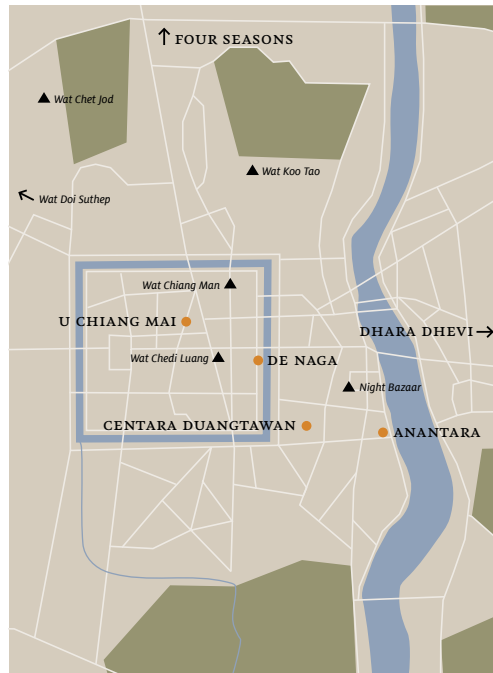 FOUR SEASONS
Wat Chet Jod
Wat Koo Tao
Wat Doi Suthep
Wat Chiang Man
U CHIANG MAI
DHARA DHEVI
Wat Chedi Luang
DE NAGA
Night Bazaar
CENTARA DUANGTAWAN
ANANTARA